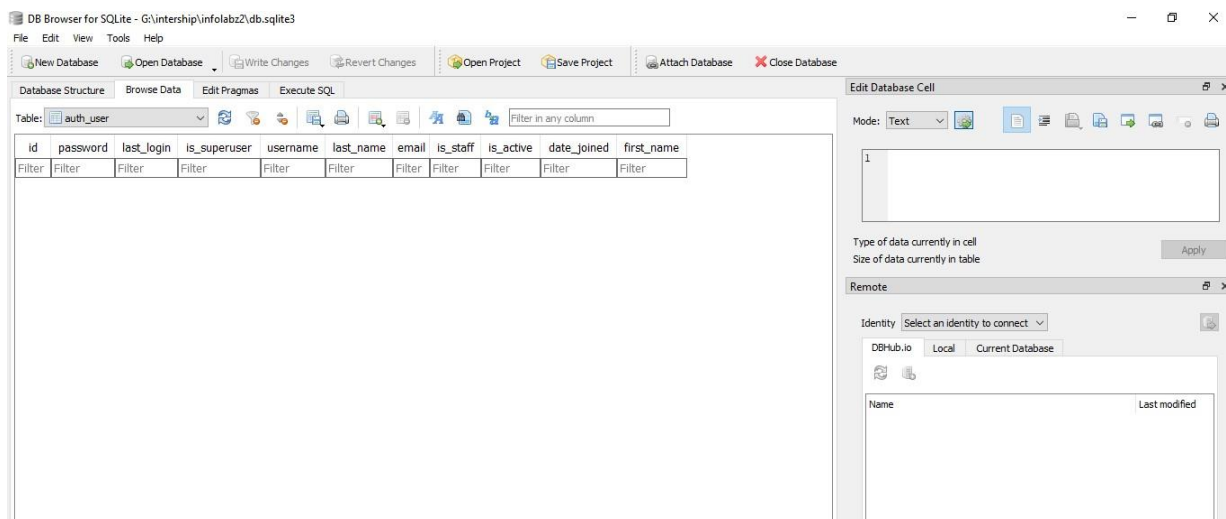 DB Browser for SQLite - G:\intership\infolabz2\db.sqlite3
File Edit View Tools Help
New Database Open Database Write Changes Revert Changes Open Project Save Project Attach Database Close Database
Database Structure Browse Data Edit Pragmas Execute SQL
Table: auth_user Filter in any column
id password last_login is_superuser username last_name email is_staff is_active date_joined first_name
Filter Filter Filter Filter Filter Filter Filter Filter Filter Filter Filter
Edit Database Cell
Mode: Text
1
Type of data currently in cell
Size of data currently in table
Apply
Remote
Identity Select an identity to connect
DBHub.io Local Current Database
Name Last modified